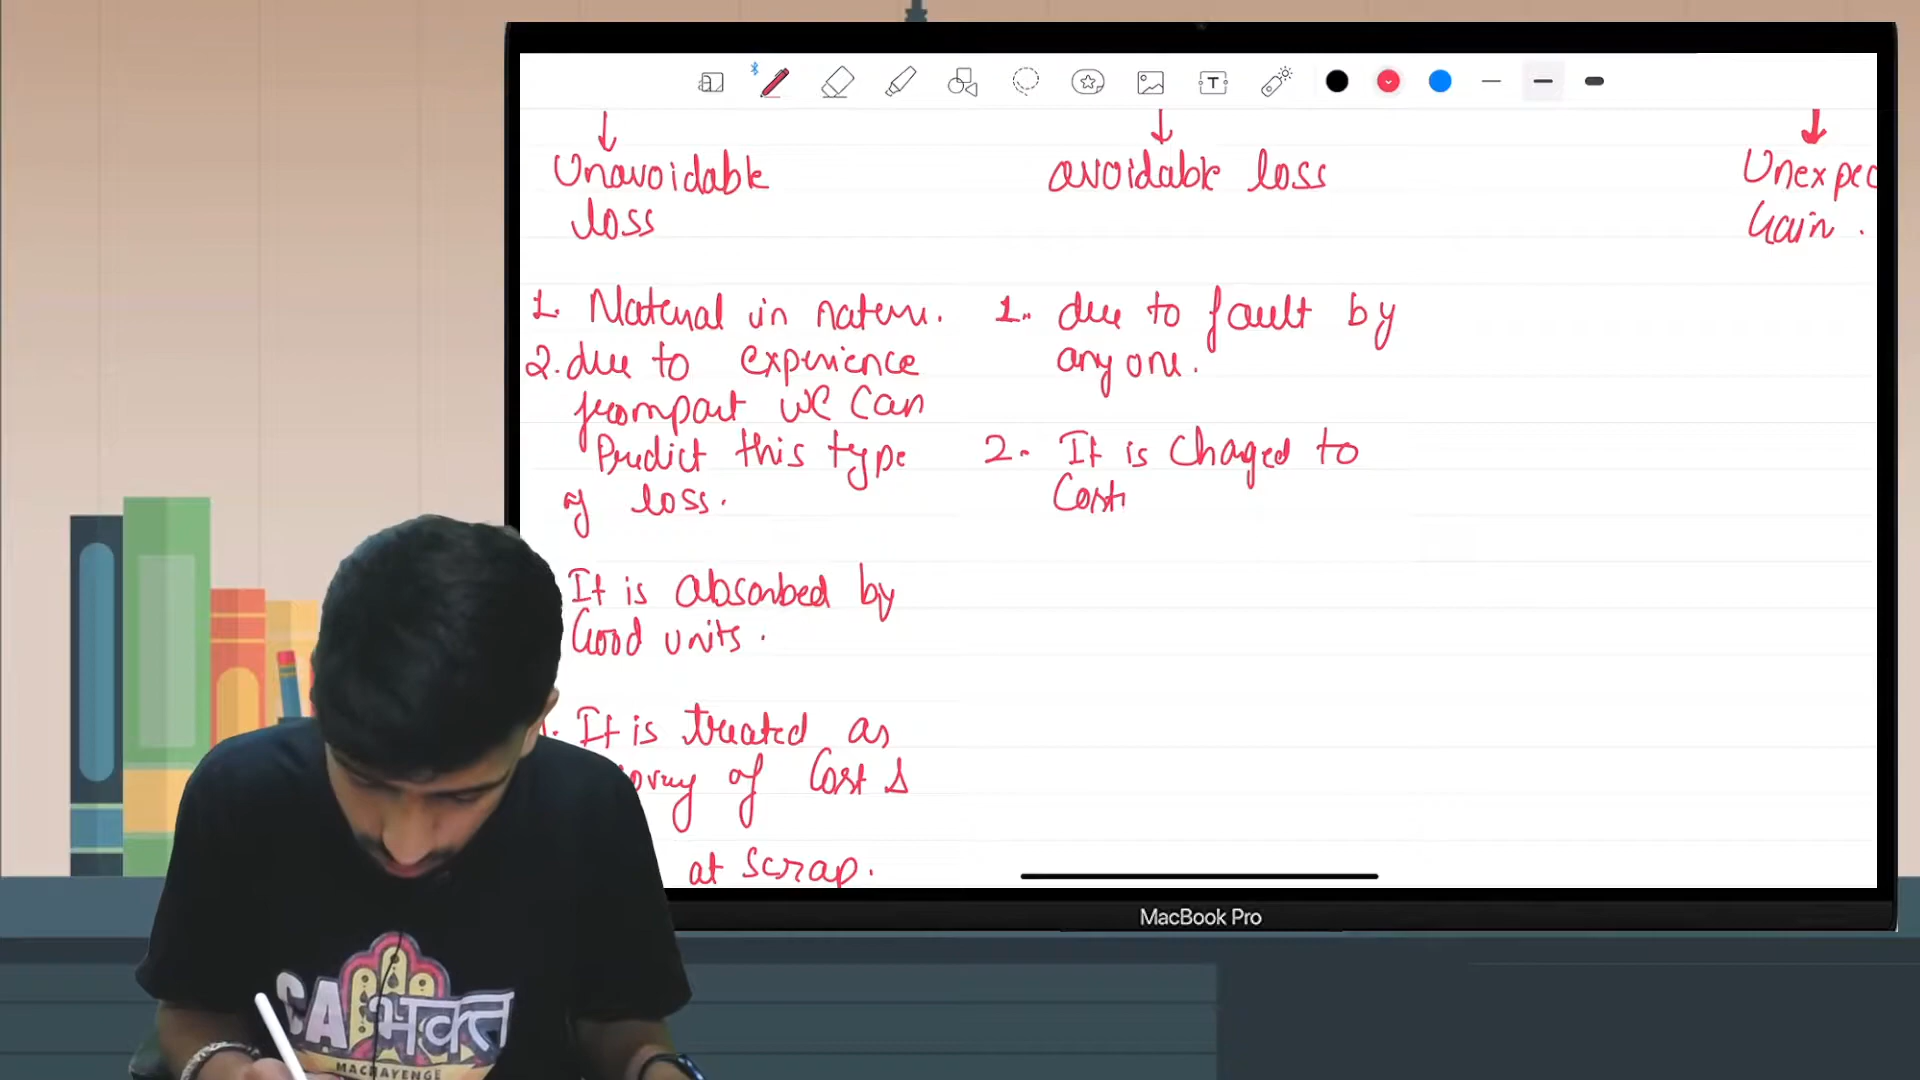 Unavoidable
loss
1. Natural in nature.
2. due to experience
from past we can
Predict this type
of loss.
It is absorbed by
Good units.
It is treated as
of Cost &
at Scrap.
avoidable loss
1. due to fault by
any one.
2. It is Charged to
Costi
Unexpec
Gain.
MacBook Pro
CA भक्त
MACHAYENGE